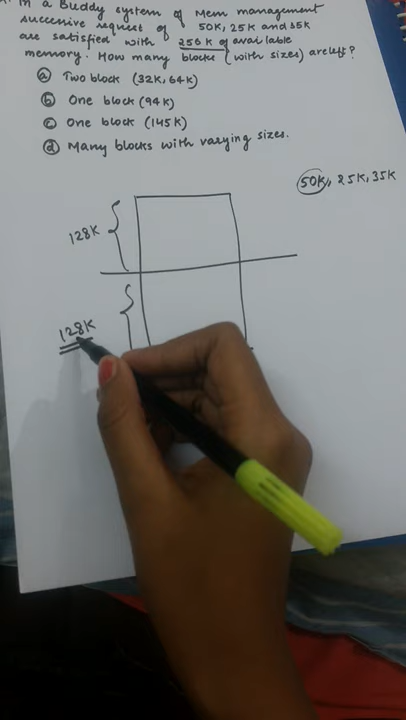 In a Buddy system of Mem management
successive request of 50K, 25K and 35K
are satisfied with 256 K of available
memory. How many blocks (with sizes) are left?
(a) Two block (32K, 64K)
(b) One block (94K)
(c) One block (145K)
(d) Many blocks with varying sizes.
50K, 25K, 35K
128K
128K